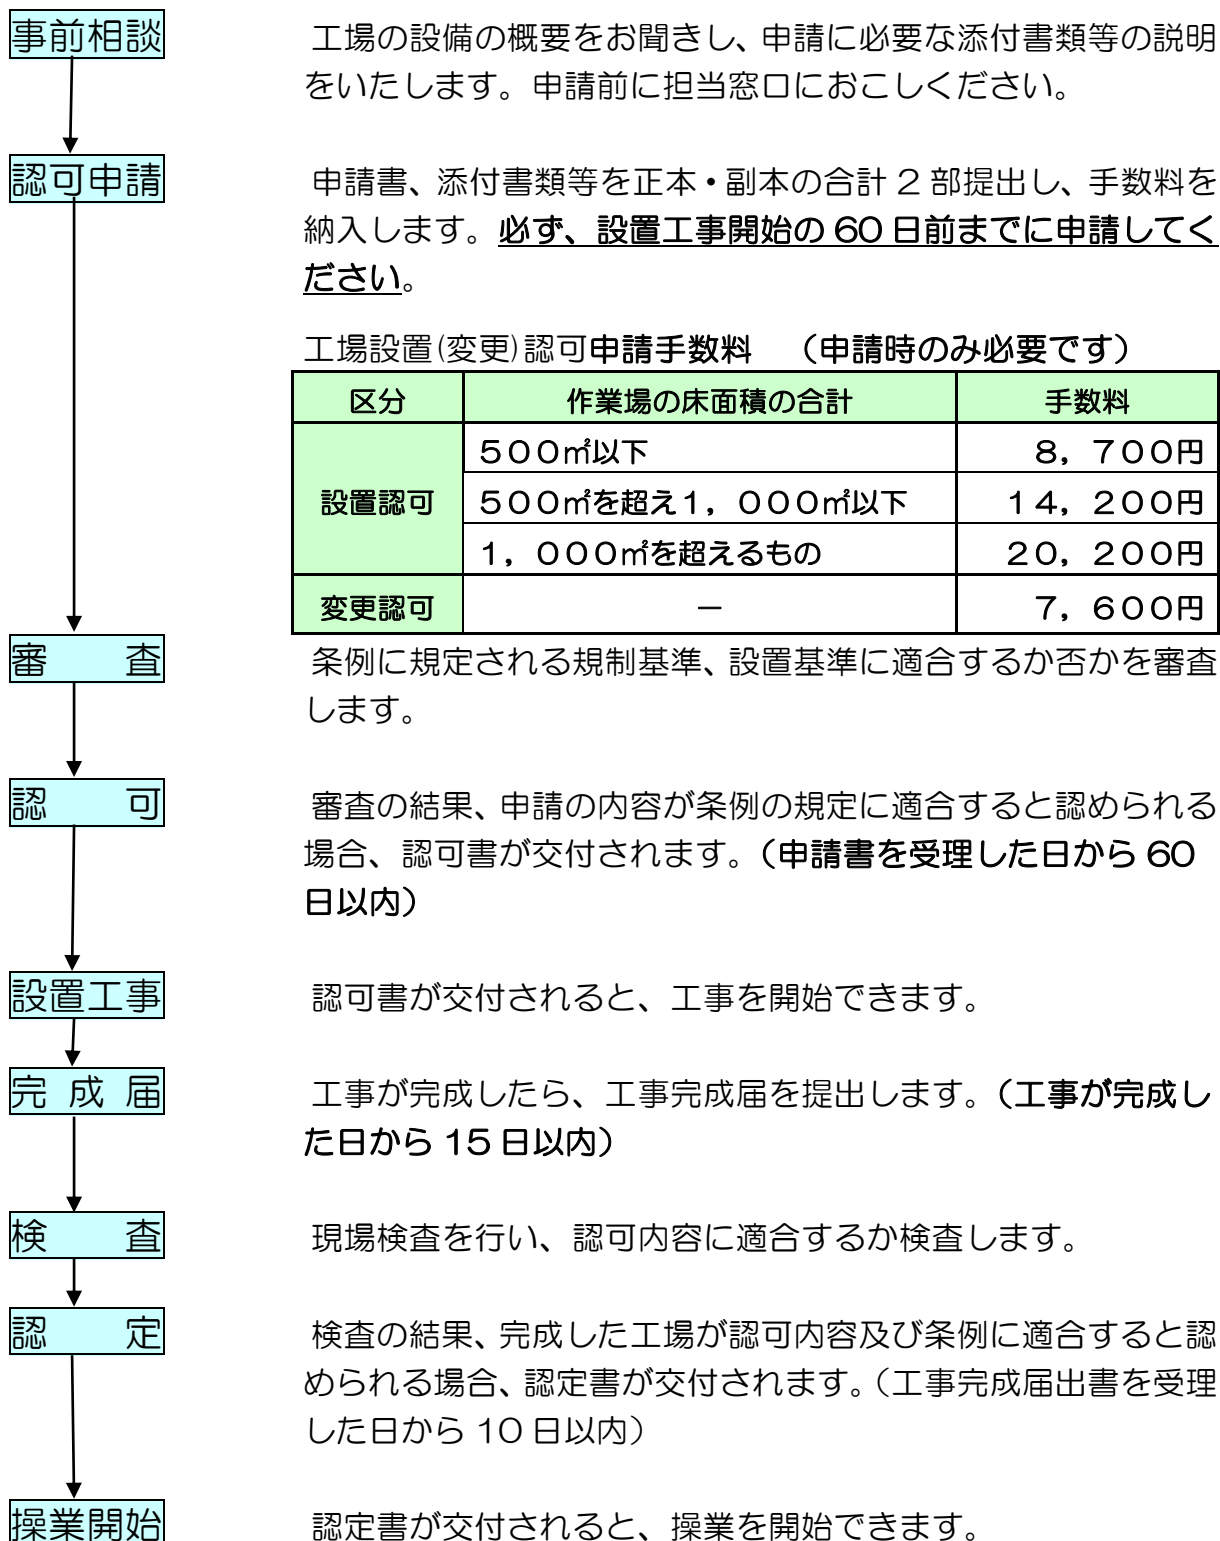 事前相談
工場の設備の概要をお聞きし、申請に必要な添付書類等の説明
をいたします。申請前に担当窓口におこしください。
認可申請
申請書、添付書類等を正本・副本の合計２部提出し、手数料を
納入します。必ず、設置工事開始の 60 日前までに申請してく
ださい。
工場設置(変更)認可申請手数料　（申請時のみ必要です）
区分　作業場の床面積の合計　手数料
設置認可　５００㎡以下　８，７００円
５００㎡を超え１，０００㎡以下　１４，２００円
１，０００㎡を超えるもの　２０，２００円
変更認可　－　７，６００円
審　　査
条例に規定される規制基準、設置基準に適合するか否かを審査
します。
認　　可
審査の結果、申請の内容が条例の規定に適合すると認められる
場合、認可書が交付されます。（申請書を受理した日から 60
日以内）
設置工事
認可書が交付されると、工事を開始できます。
完 成 届
工事が完成したら、工事完成届を提出します。（工事が完成し
た日から 15 日以内）
検　　査
現場検査を行い、認可内容に適合するか検査します。
認　　定
検査の結果、完成した工場が認可内容及び条例に適合すると認
められる場合、認定書が交付されます。（工事完成届出書を受理
した日から 10 日以内）
操業開始
認定書が交付されると、操業を開始できます。